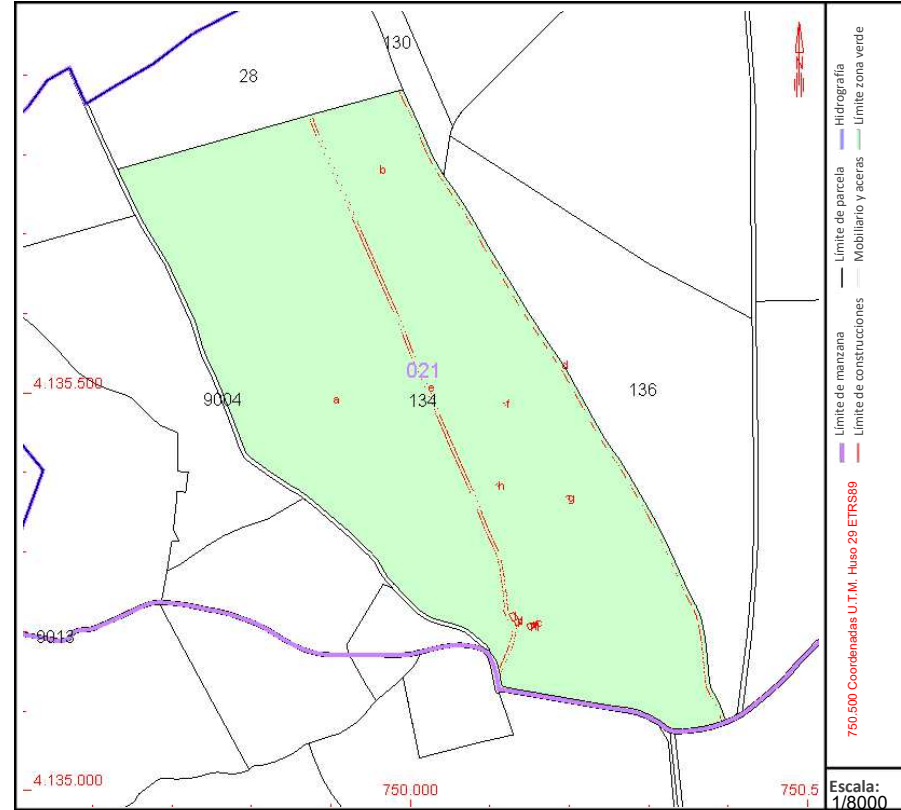 130
28
N
b
d
021
4.135.500
136
e
9004
a
134
f
h
g
9013
4.135.000
750.000
750.5
Hidrografía
Límite zona verde
Límite de parcela
Mobiliario y aceras
Límite de manzana
Límite de construcciones
750.500 Coordenadas U.T.M. Huso 29 ETRS89
Escala:
1/8000